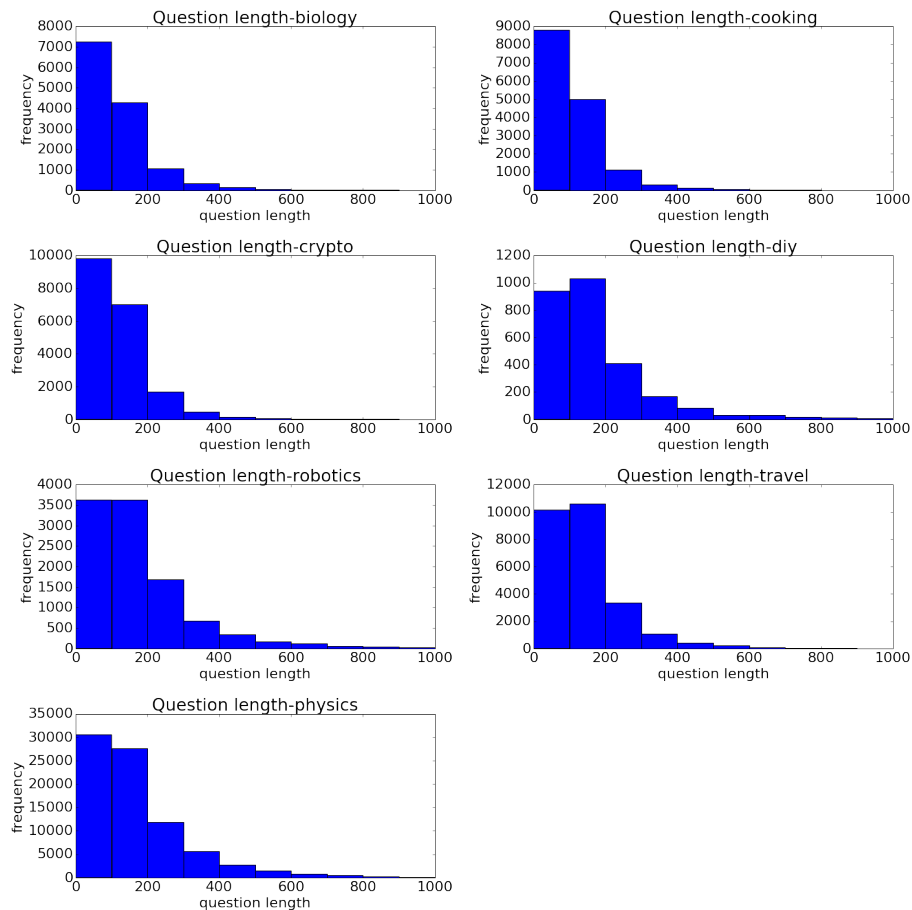 Question length-biology
8000
7000
6000
5000
4000
3000
2000
1000
0
frequency
0 200 400 600 800 1000
question length
Question length-cooking
9000
8000
7000
6000
5000
4000
3000
2000
1000
0
frequency
0 200 400 600 800 1000
question length
Question length-crypto
10000
8000
6000
4000
2000
0
frequency
0 200 400 600 800 1000
question length
Question length-diy
1200
1000
800
600
400
200
0
frequency
0 200 400 600 800 1000
question length
Question length-robotics
4000
3500
3000
2500
2000
1500
1000
500
0
frequency
0 200 400 600 800 1000
question length
Question length-travel
12000
10000
8000
6000
4000
2000
0
frequency
0 200 400 600 800 1000
question length
Question length-physics
35000
30000
25000
20000
15000
10000
5000
0
frequency
0 200 400 600 800 1000
question length